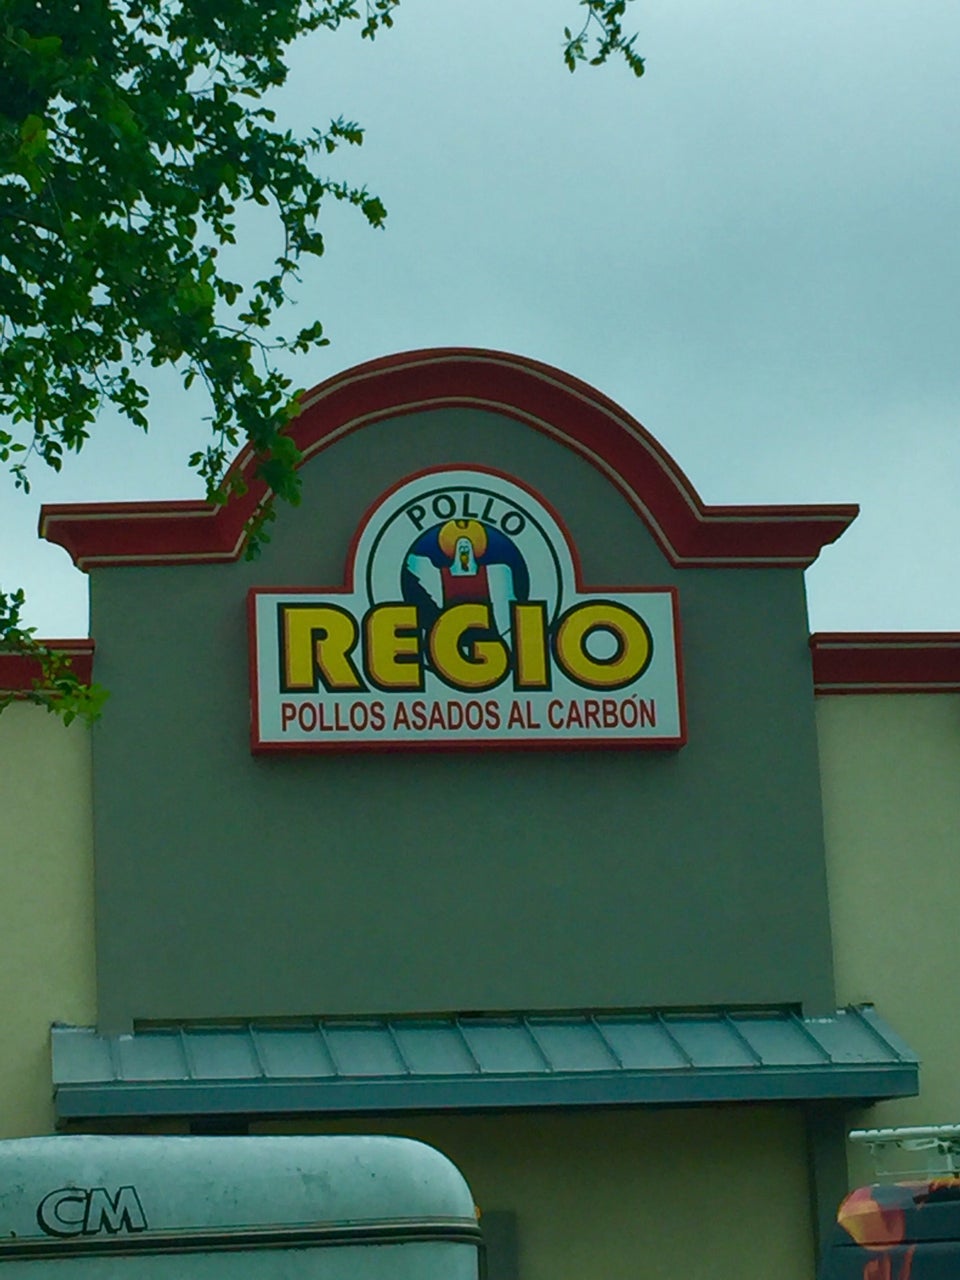 POLLO
REGIO
POLLOS ASADOS AL CARBÓN
CM